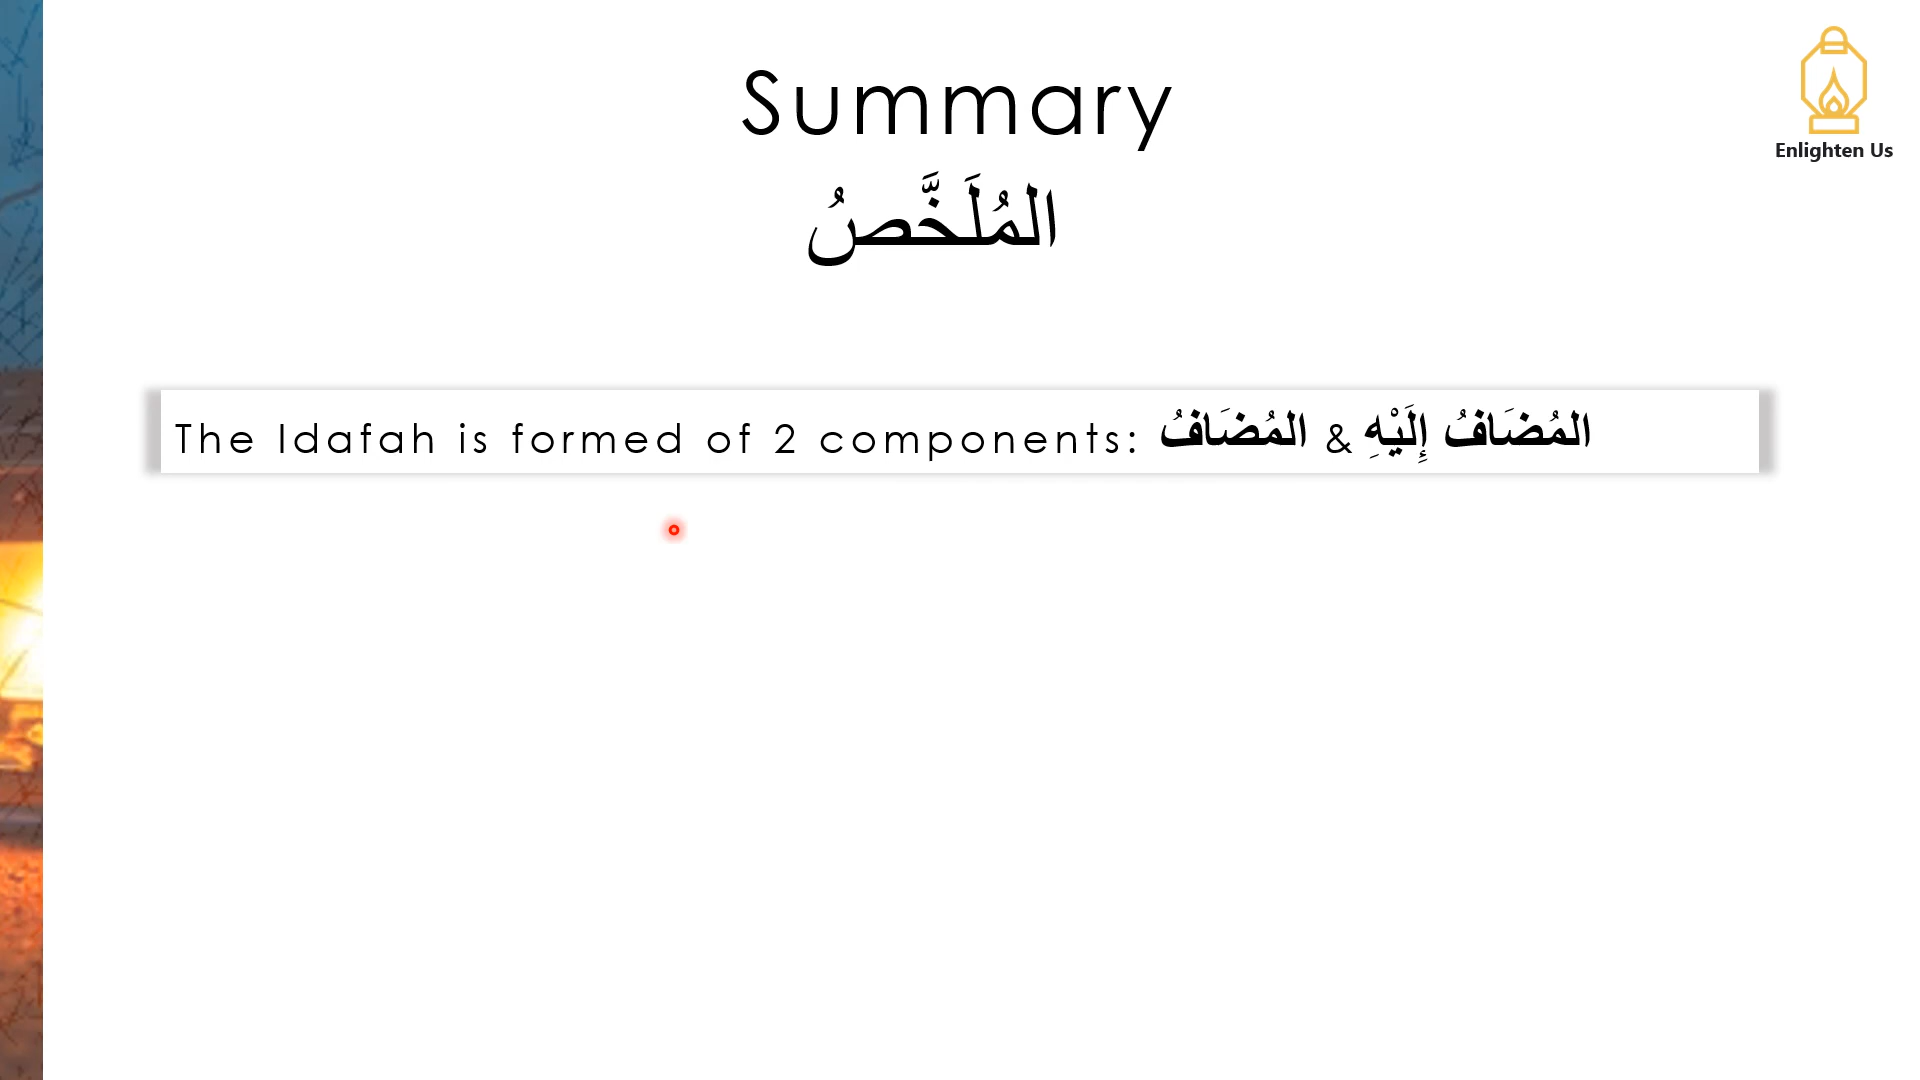 Summary
المُلَخَّصُ
Enlighten Us
The Idafah is formed of 2 components: المُضَافُ & المُضَافُ إِلَيْهِ